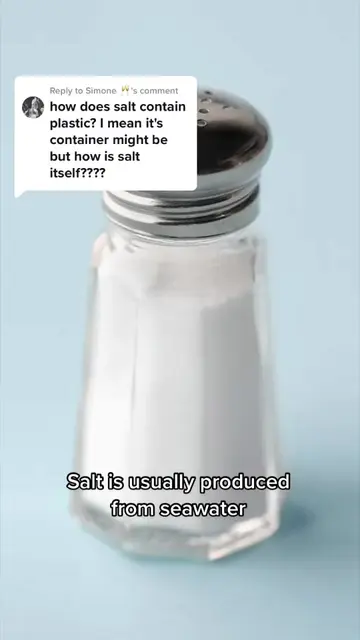 Reply to Simone 🥂's comment
how does salt contain
plastic? I mean it's
container might be
but how is salt
itself????
Salt is usually produced
from seawater